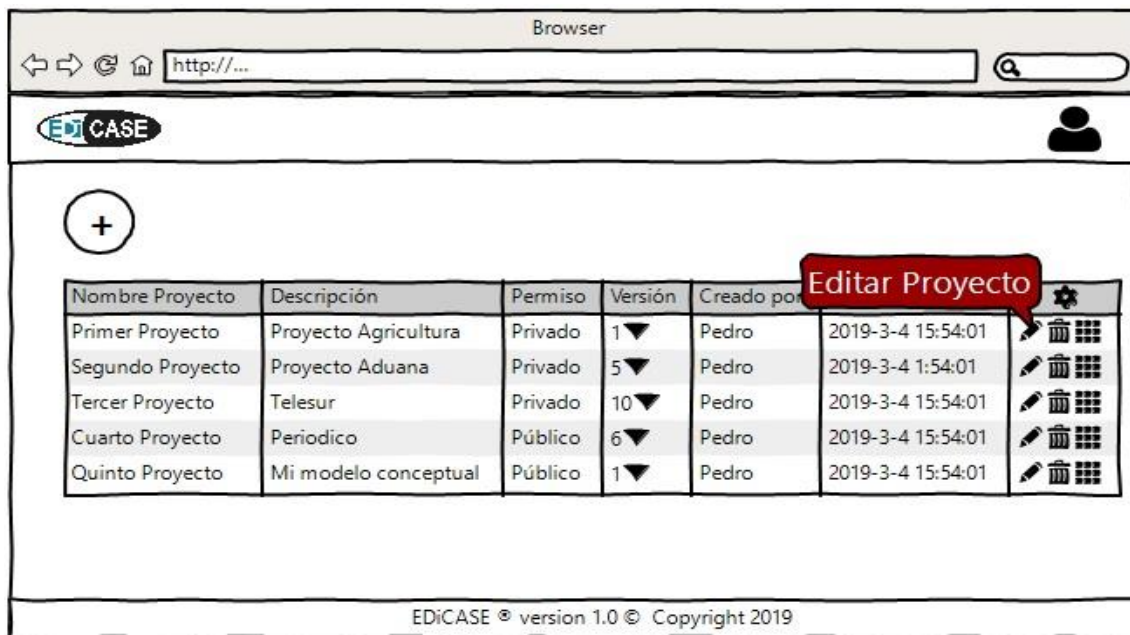 Browser
http://...
EDiCASE
+
Editar Proyecto
Nombre Proyecto Descripción Permiso Versión Creado por
Primer Proyecto Proyecto Agricultura Privado 1 Pedro 2019-3-4 15:54:01
Segundo Proyecto Proyecto Aduana Privado 5 Pedro 2019-3-4 1:54:01
Tercer Proyecto Telesur Privado 10 Pedro 2019-3-4 15:54:01
Cuarto Proyecto Periodico Público 6 Pedro 2019-3-4 15:54:01
Quinto Proyecto Mi modelo conceptual Público 1 Pedro 2019-3-4 15:54:01
EDiCASE ® version 1.0 © Copyright 2019